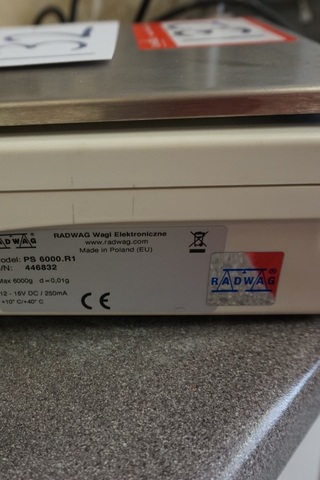 32
RADWAG®
RADWAG Wagi Elektroniczne
www.radwag.com
Made in Poland (EU)
odel: PS 6000.R1
/N: 446832
Max 6000g d=0,01g
12 - 16V DC / 250mA
+10° C/+40° C
CE
RADWAG®